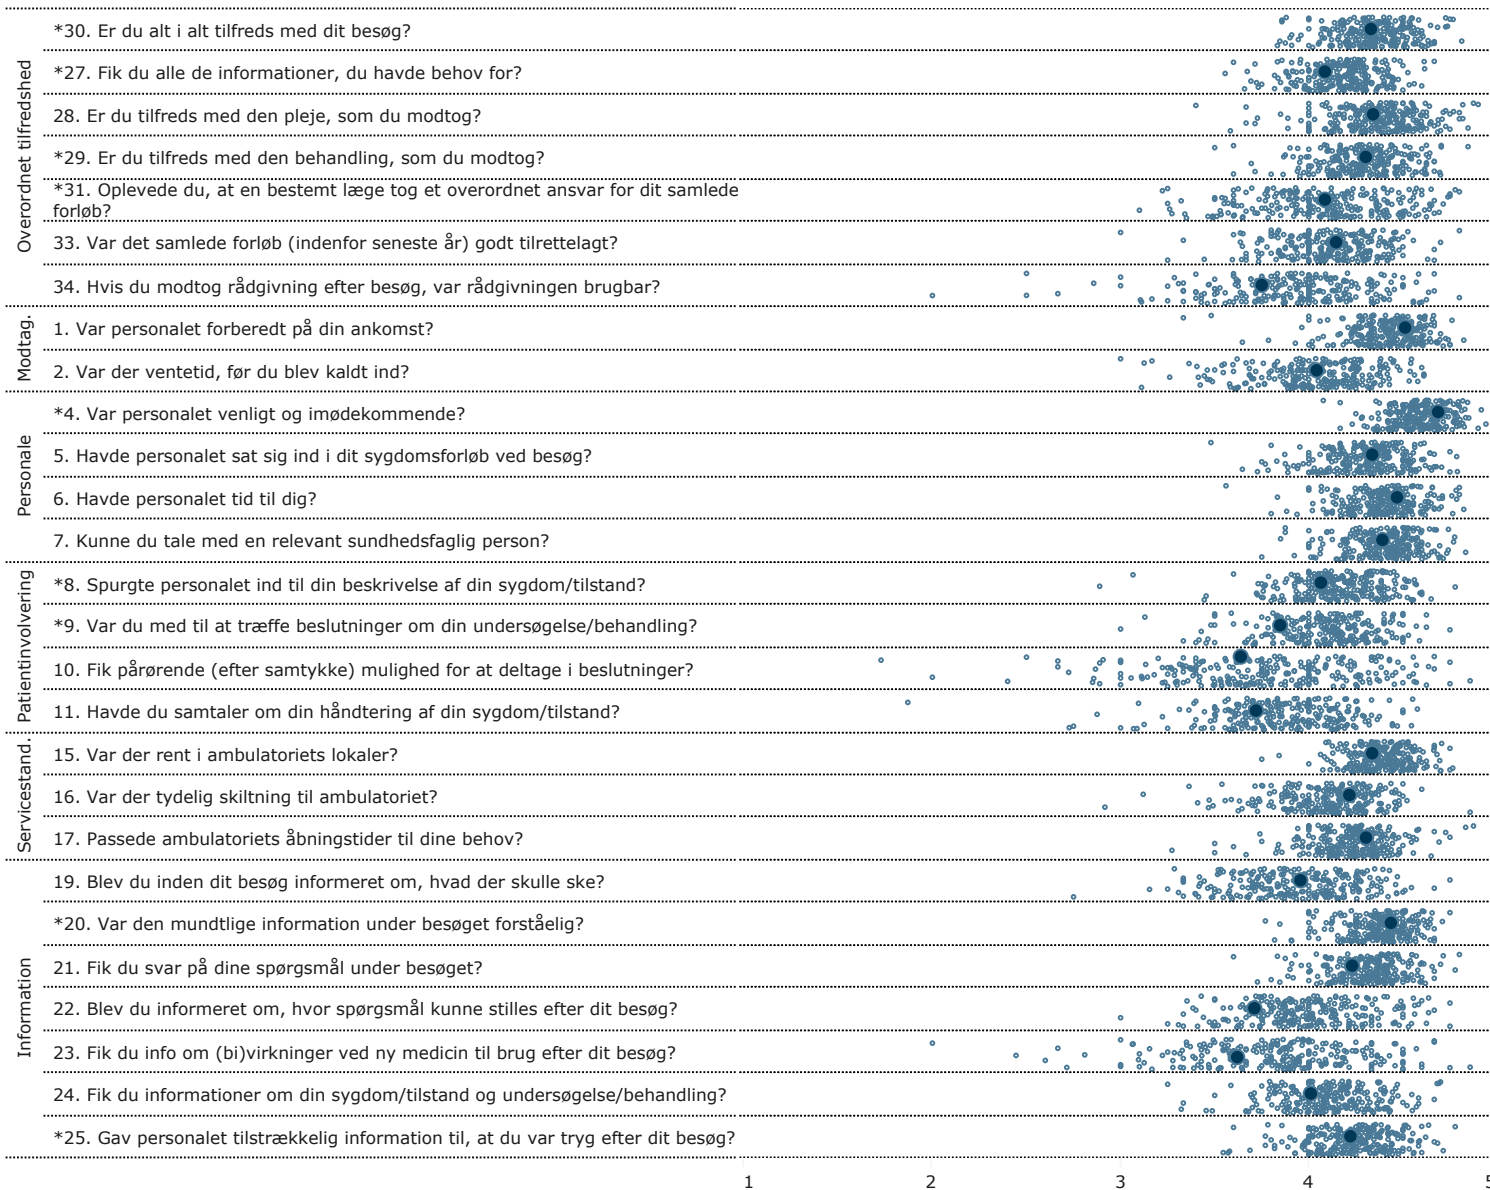 Overordnet tilfredshed
*30. Er du alt i alt tilfreds med dit besøg?
*27. Fik du alle de informationer, du havde behov for?
28. Er du tilfreds med den pleje, som du modtog?
*29. Er du tilfreds med den behandling, som du modtog?
*31. Oplevede du, at en bestemt læge tog et overordnet ansvar for dit samlede
forløb?
33. Var det samlede forløb (indenfor seneste år) godt tilrettelagt?
34. Hvis du modtog rådgivning efter besøg, var rådgivningen brugbar?
Modtag.
1. Var personalet forberedt på din ankomst?
2. Var der ventetid, før du blev kaldt ind?
Personale
*4. Var personalet venligt og imødekommende?
5. Havde personalet sat sig ind i dit sygdomsforløb ved besøg?
6. Havde personalet tid til dig?
7. Kunne du tale med en relevant sundhedsfaglig person?
Patientinvolvering
*8. Spurgte personalet ind til din beskrivelse af din sygdom/tilstand?
*9. Var du med til at træffe beslutninger om din undersøgelse/behandling?
10. Fik pårørende (efter samtykke) mulighed for at deltage i beslutninger?
11. Havde du samtaler om din håndtering af din sygdom/tilstand?
Servicestand.
15. Var der rent i ambulatoriets lokaler?
16. Var der tydelig skiltning til ambulatoriet?
17. Passede ambulatoriets åbningstider til dine behov?
Information
19. Blev du inden dit besøg informeret om, hvad der skulle ske?
*20. Var den mundtlige information under besøget forståelig?
21. Fik du svar på dine spørgsmål under besøget?
22. Blev du informeret om, hvor spørgsmål kunne stilles efter dit besøg?
23. Fik du info om (bi)virkninger ved ny medicin til brug efter dit besøg?
24. Fik du informationer om din sygdom/tilstand og undersøgelse/behandling?
*25. Gav personalet tilstrækkelig information til, at du var tryg efter dit besøg?
1 2 3 4 5